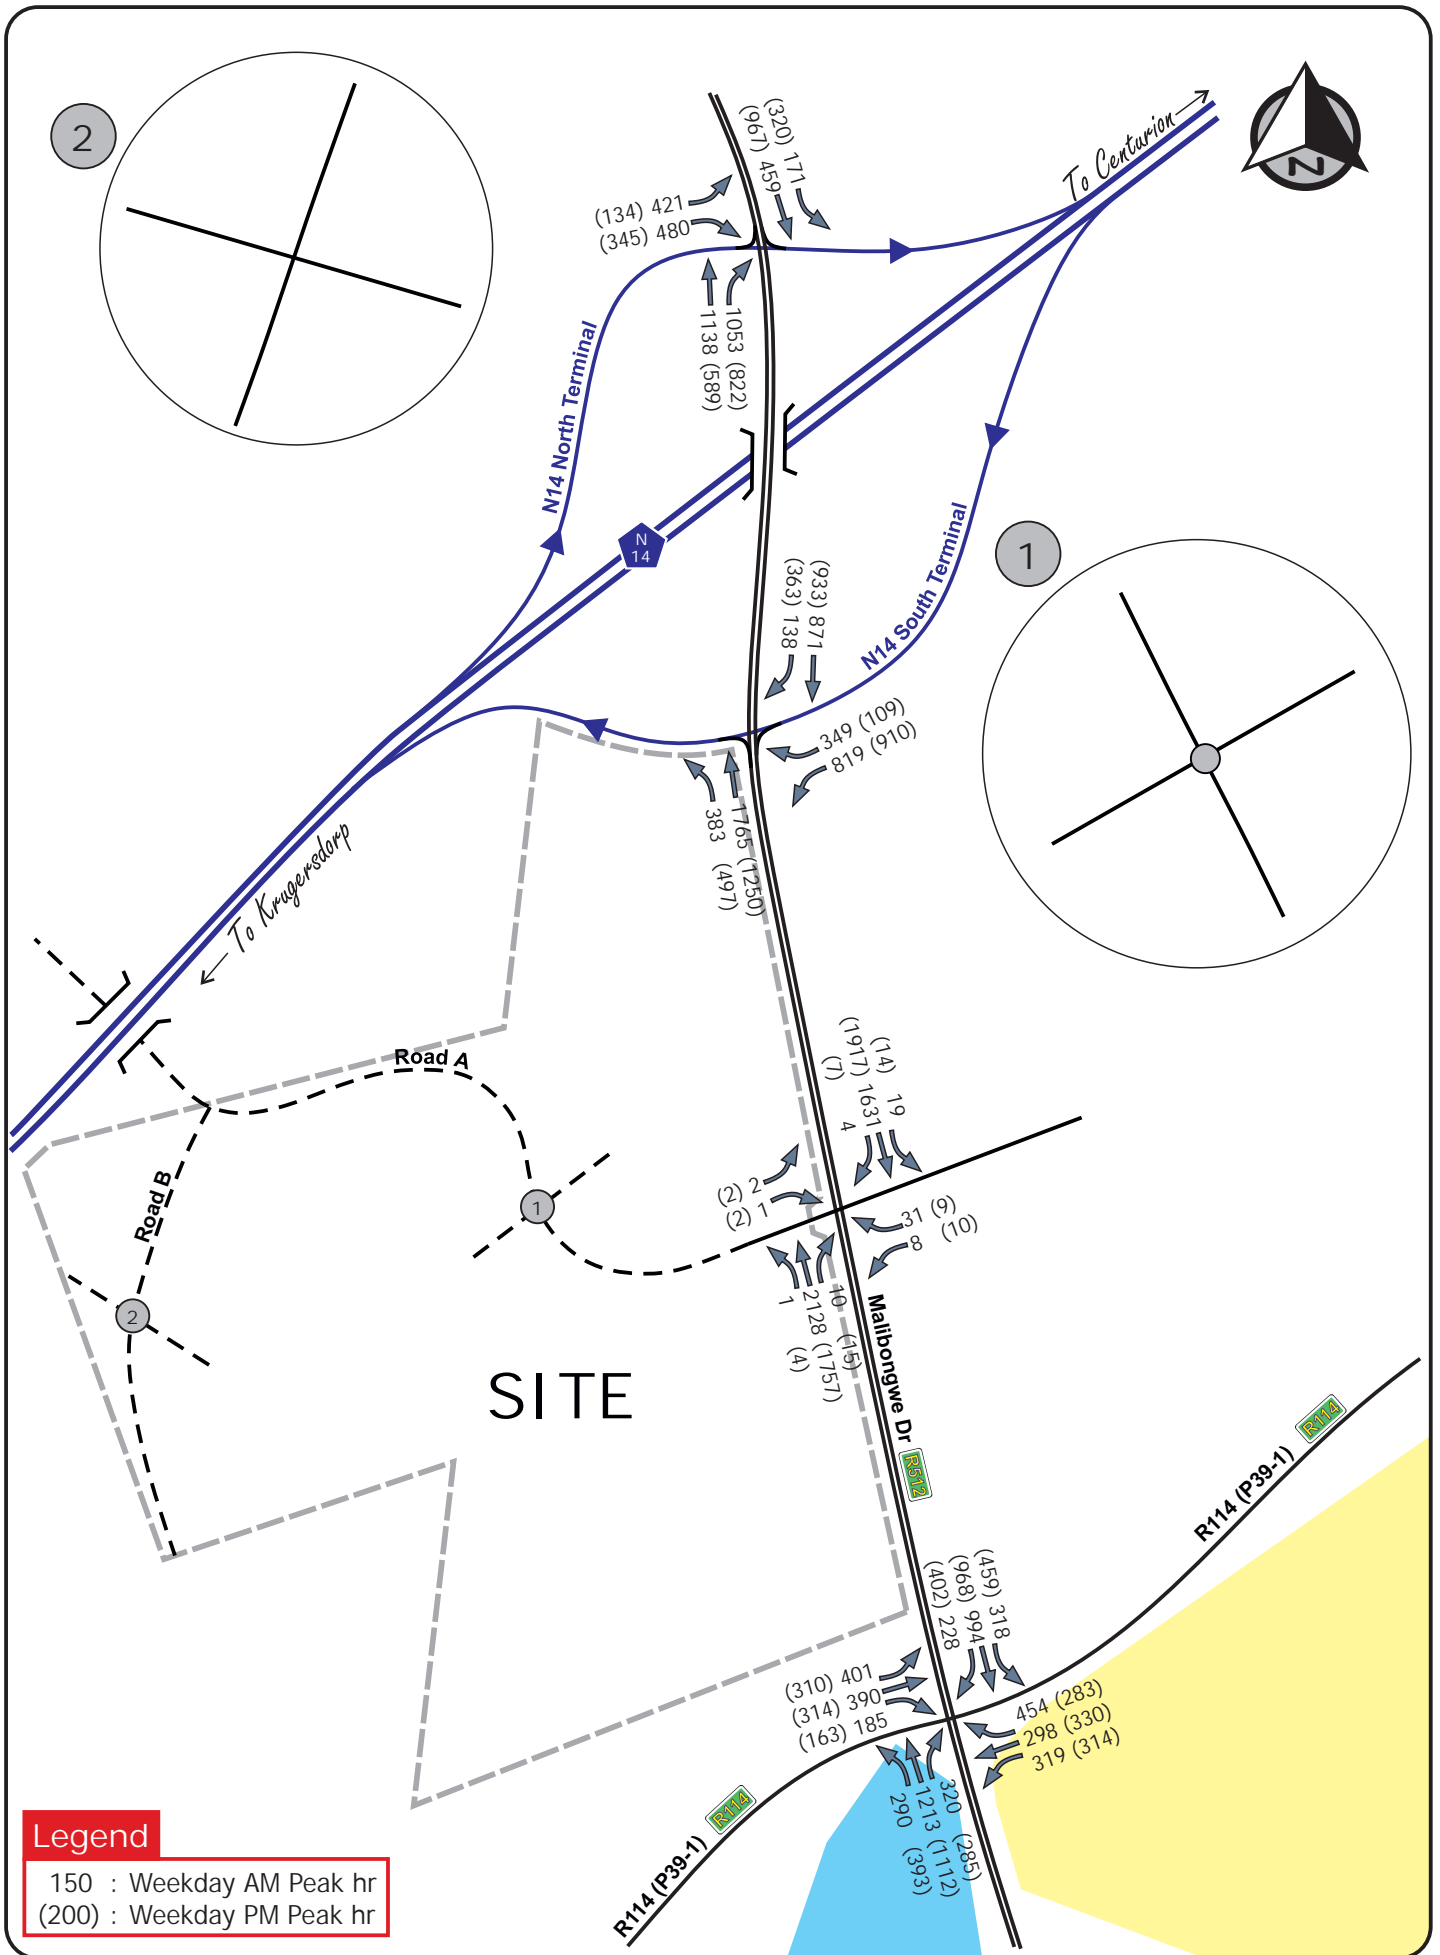 2
(320) 171
(967) 459
To Centurion
N
(134) 421
(345) 480
1053 (822)
1138 (589)
N14 North Terminal
N
14
(933) 871
(363) 138
N14 South Terminal
1
349 (109)
819 (910)
1765 (1250)
383 (497)
To Krugersdorp
(14) 19
(1917) 1631
(7) 4
Road A
Road B
(2) 2
(2) 1
1
31 (9)
8 (10)
10 (15)
2128 (1757)
1 (4)
2
Malibongwe Dr
SITE
R512
R114
R114 (P39-1)
(459) 318
(968) 994
(402) 228
(310) 401
(314) 390
(163) 185
454 (283)
298 (330)
319 (314)
320 (285)
1213 (1112)
290 (393)
R114
R114 (P39-1)
Legend
150 : Weekday AM Peak hr
(200) : Weekday PM Peak hr